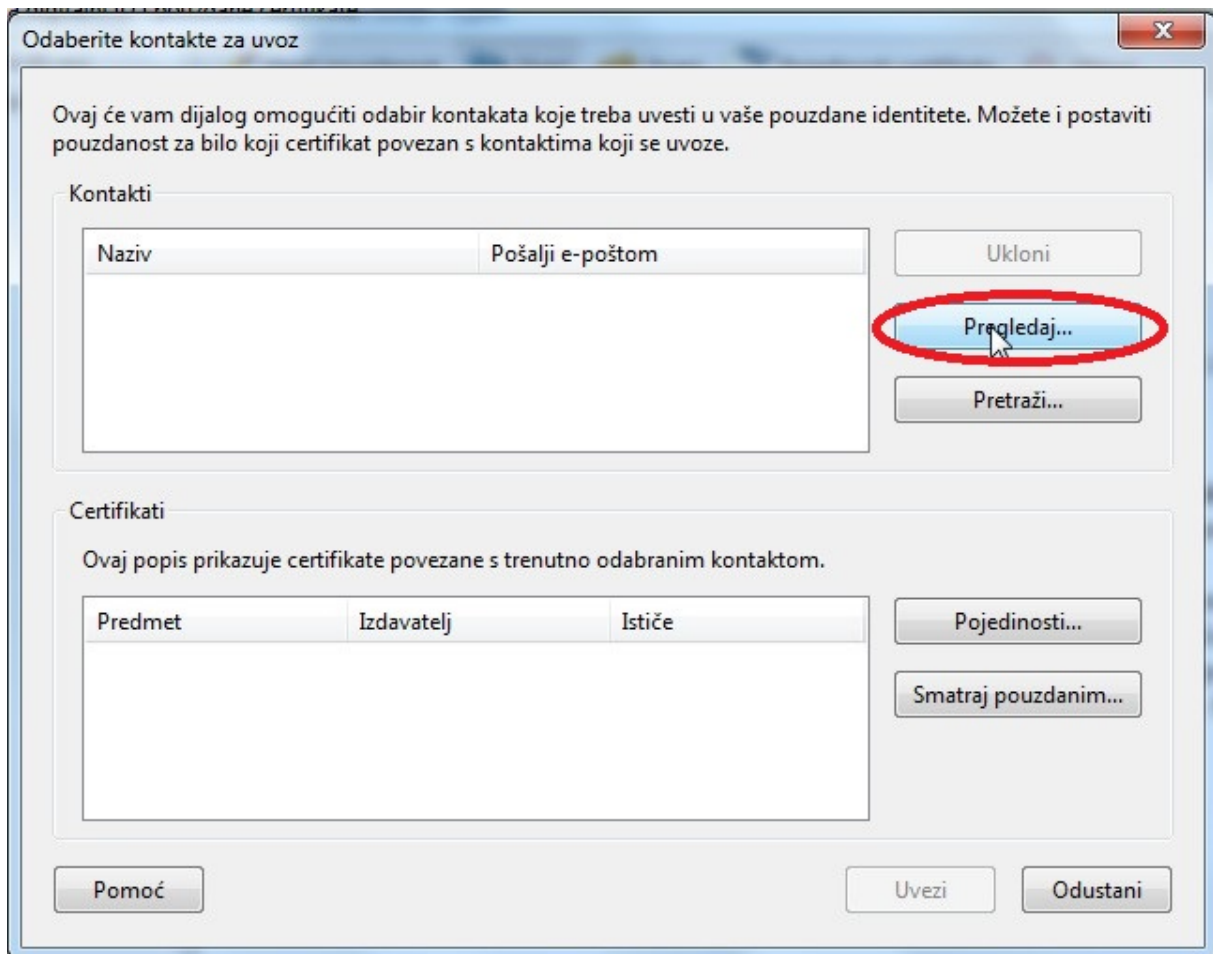 Odaberite kontakte za uvoz
Ovaj će vam dijalog omogućiti odabir kontakata koje treba uvesti u vaše pouzdane identitete. Možete i postaviti
pouzdanost za bilo koji certifikat povezan s kontaktima koji se uvoze.
Kontakti
Naziv Pošalji e-poštom
Ukloni
Pregledaj...
Pretraži...
Certifikati
Ovaj popis prikazuje certifikate povezane s trenutno odabranim kontaktom.
Predmet Izdavatelj Ističe
Pojedinosti...
Smatraj pouzdanim...
Pomoć Uvezi Odustani